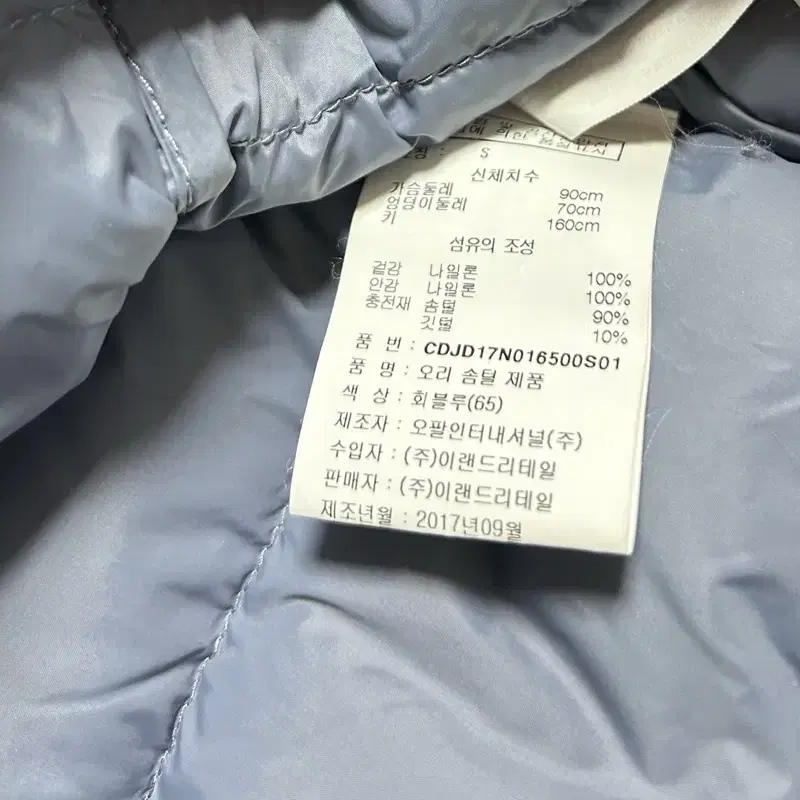 S
신체치수
가슴둘레 90cm
엉덩이둘레 70cm
키 160cm
섬유의 조성
겉감 나일론 100%
안감 나일론 100%
충전재 솜털 90%
깃털 10%
품 번 : CDJD17N016500S01
품 명 : 오리 솜털 제품
색 상 : 회블루(65)
제조자 : 오팔인터내셔널(주)
수입자 : (주)이랜드리테일
판매자 : (주)이랜드리테일
제조년월 : 2017년09월